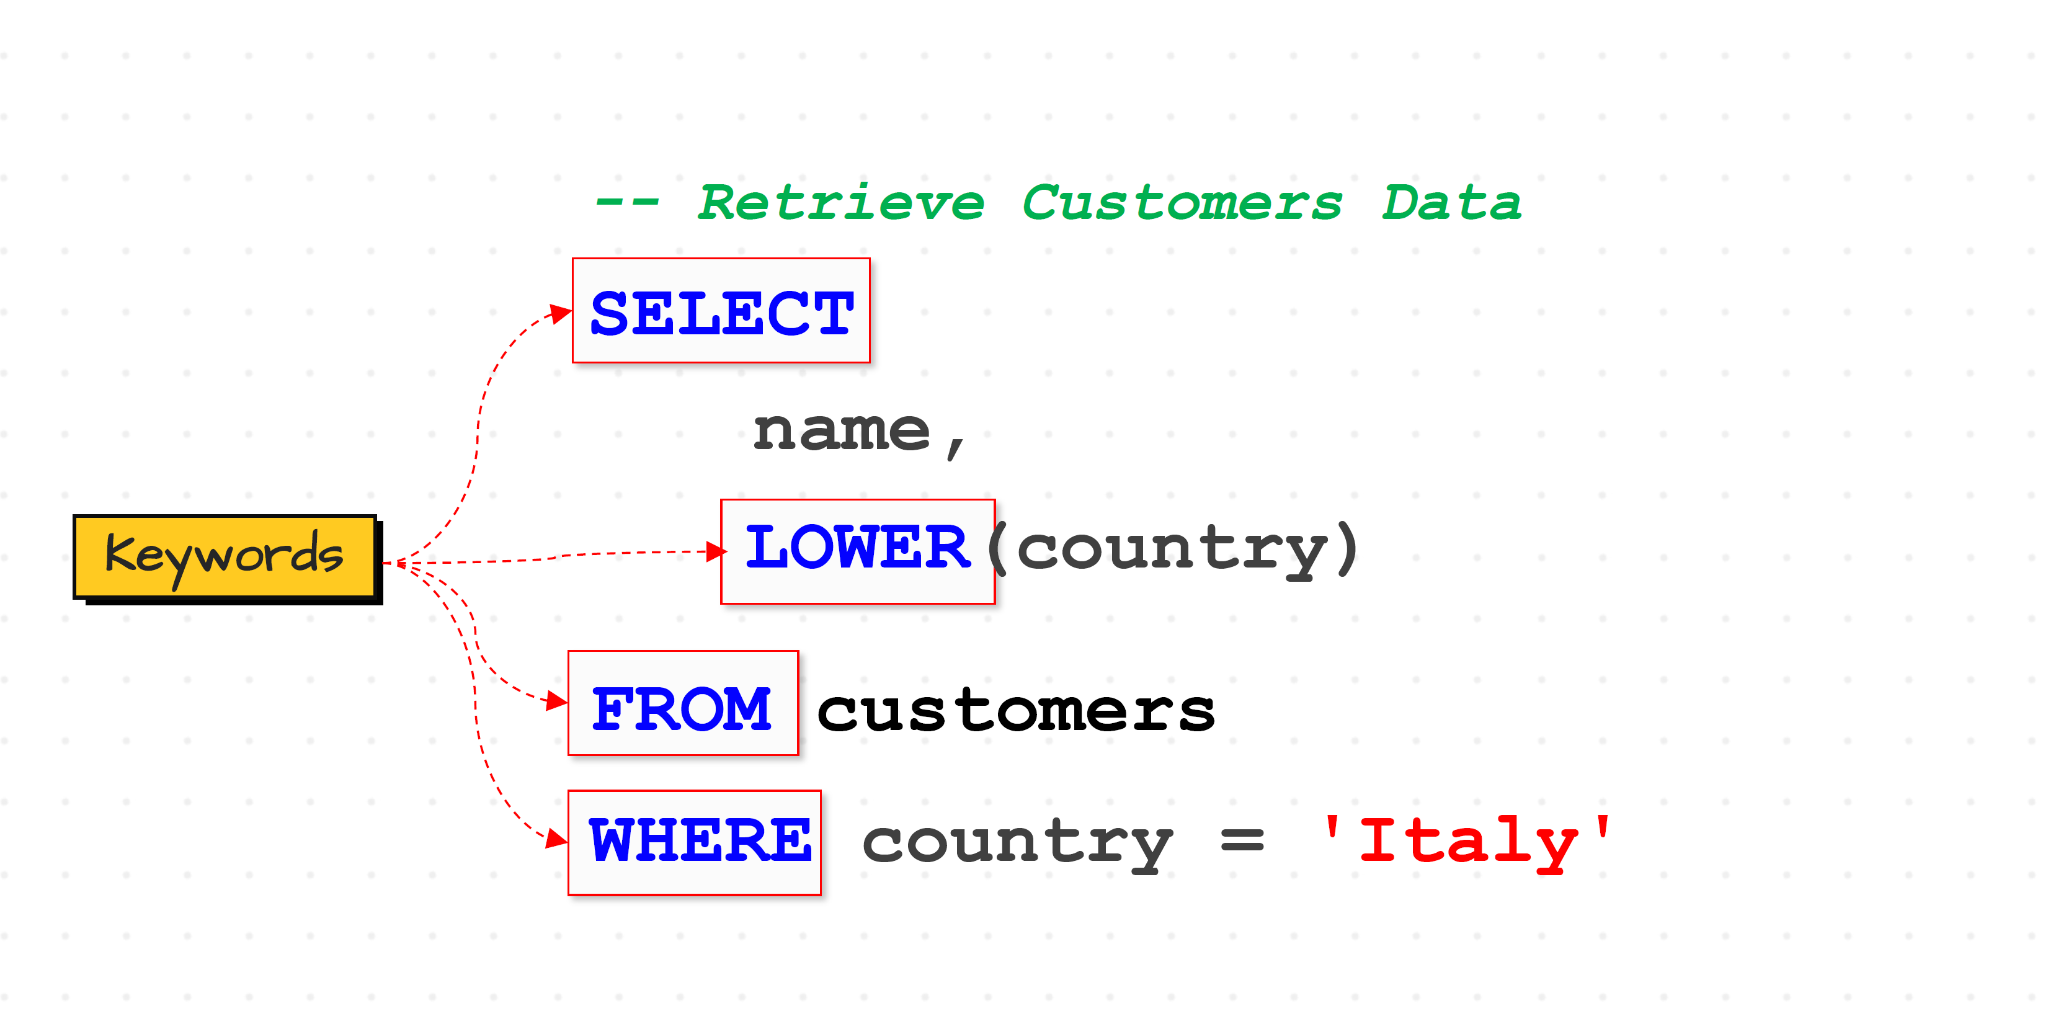 -- Retrieve Customers Data
SELECT
name,
Keywords
LOWER(country)
FROM customers
WHERE country = 'Italy'